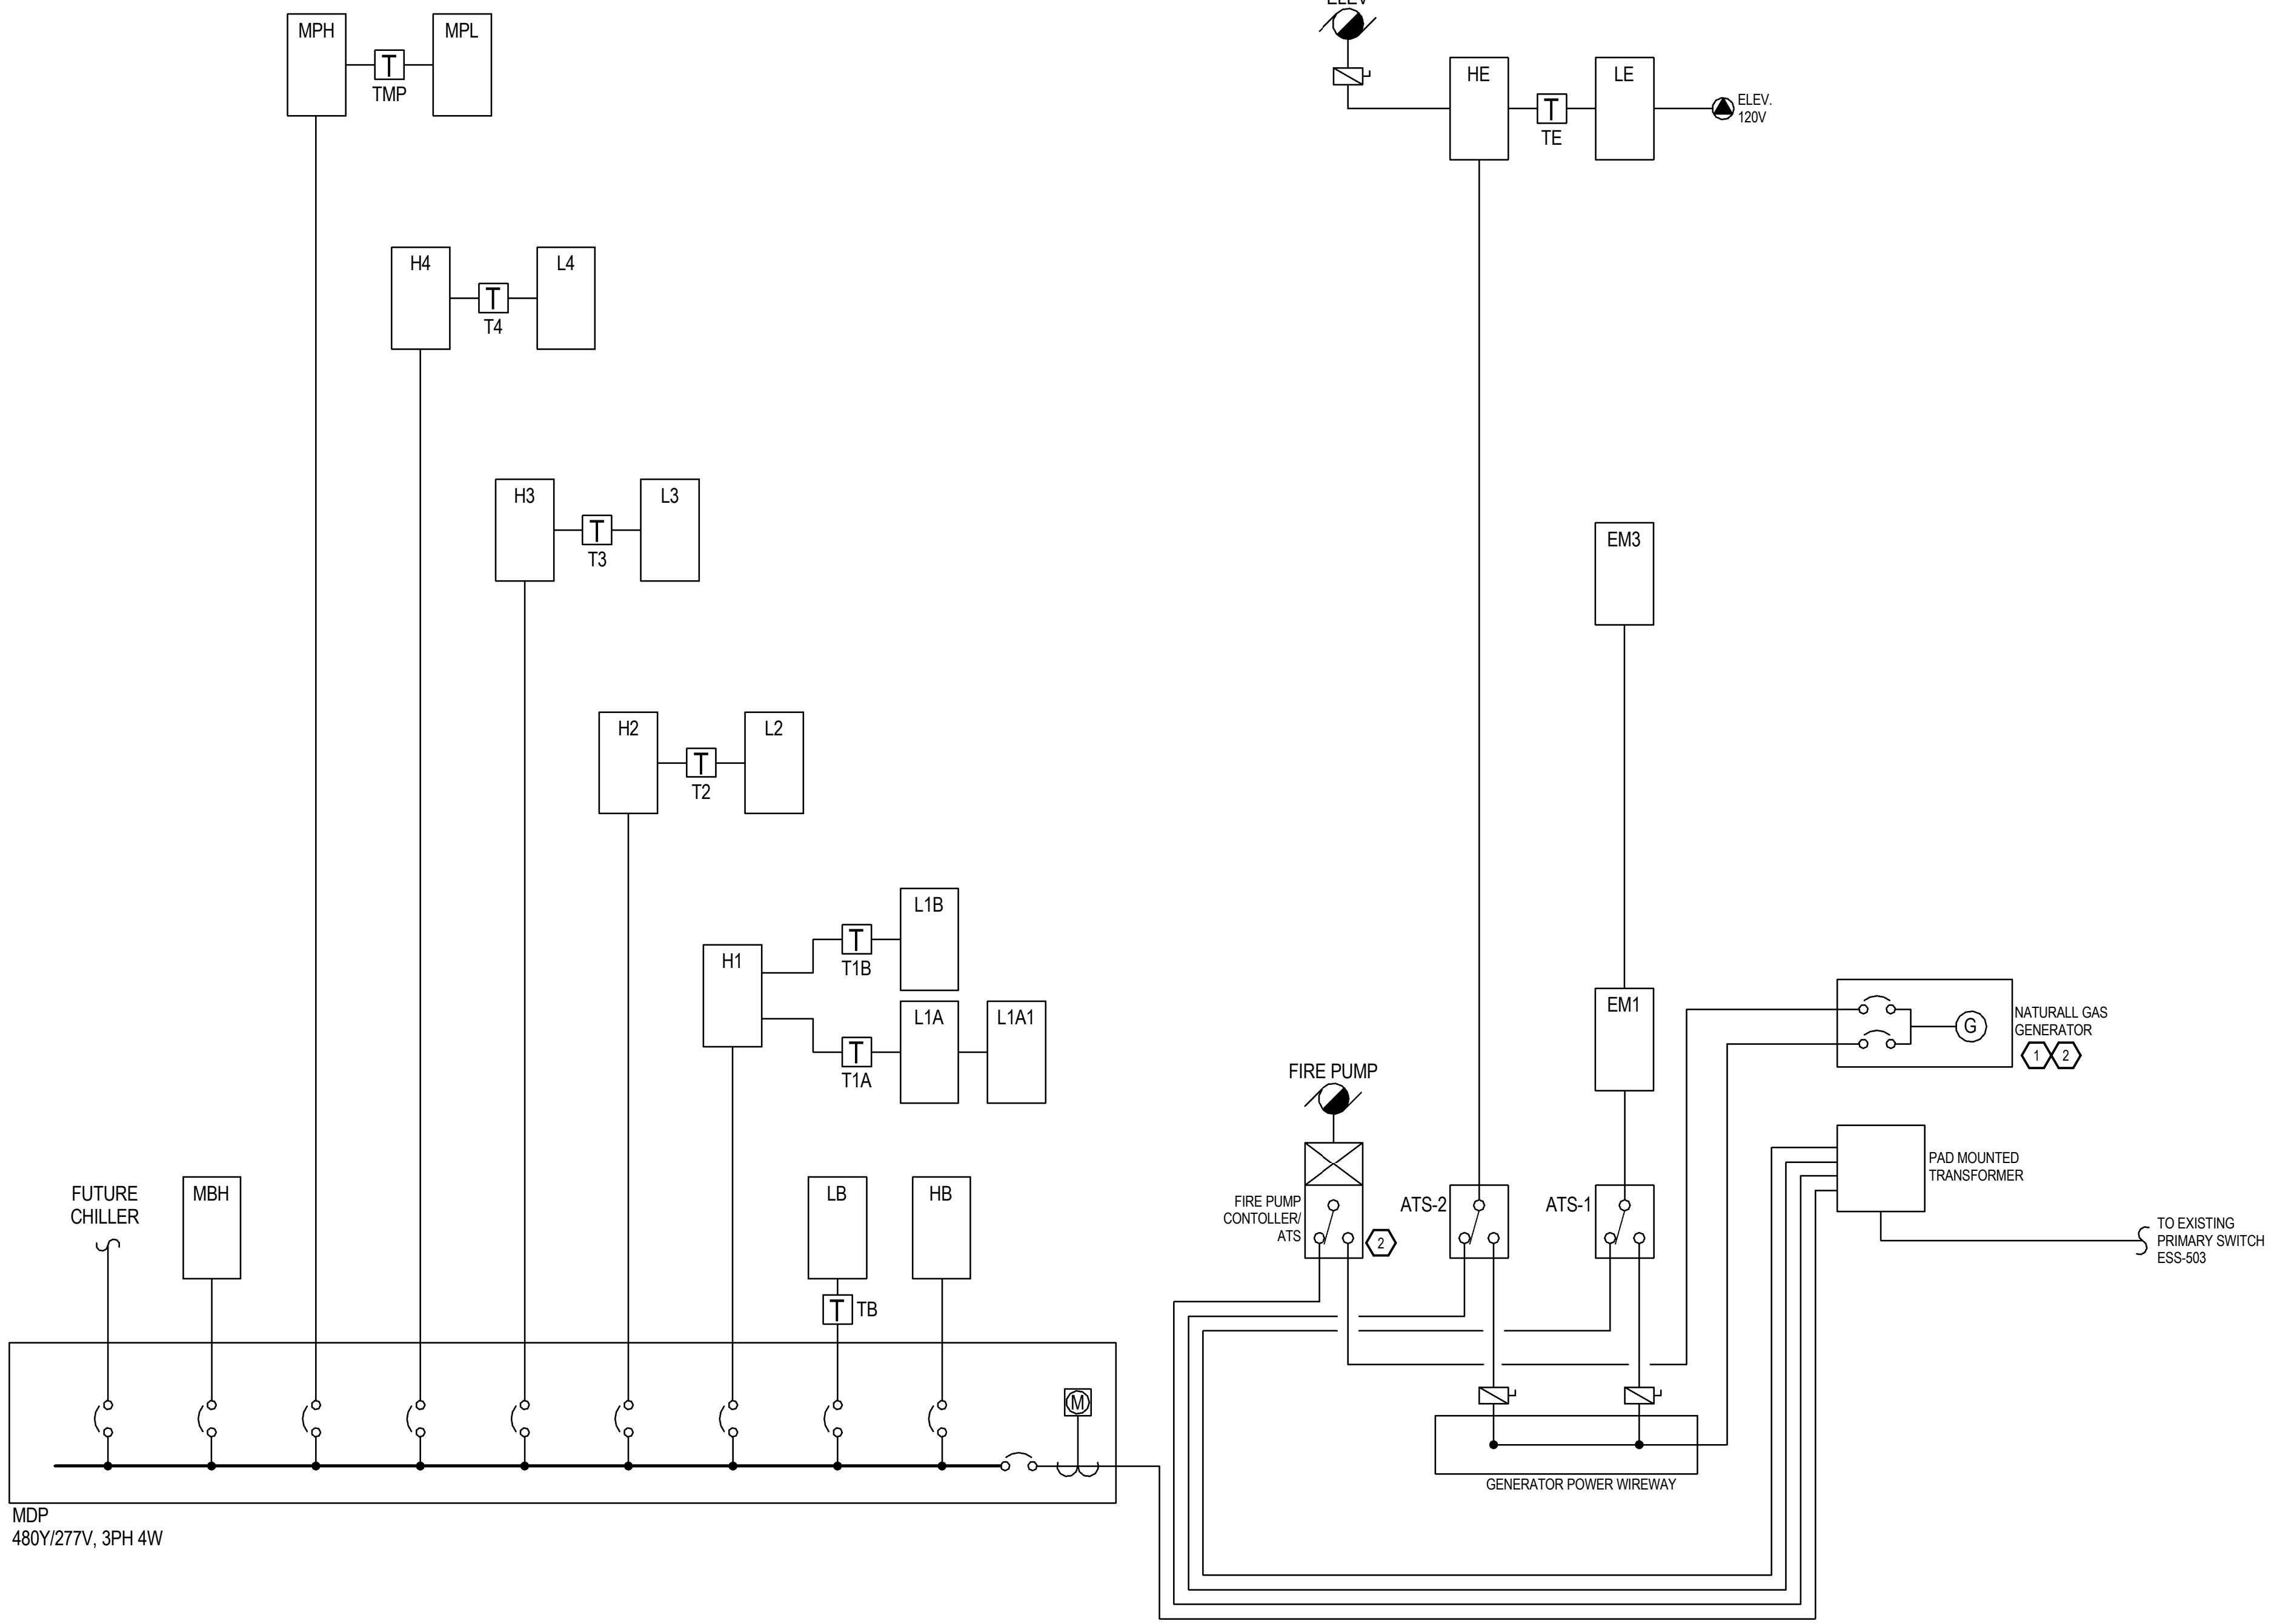 ELEV
MPH
MPL
T
TMP
HE
LE
T
TE
ELEV.
120V
H4
L4
T
T4
H3
L3
T
T3
EM3
H2
L2
T
T2
L1B
H1
T
T1B
L1A
L1A1
T
T1A
EM1
G
NATURALL GAS
GENERATOR
1
2
FIRE PUMP
PAD MOUNTED
TRANSFORMER
FUTURE
CHILLER
MBH
LB
HB
FIRE PUMP
CONTOLLER/
ATS
2
ATS-2
ATS-1
TO EXISTING
PRIMARY SWITCH
ESS-503
T
TB
M
GENERATOR POWER WIREWAY
MDP
480Y/277V, 3PH 4W